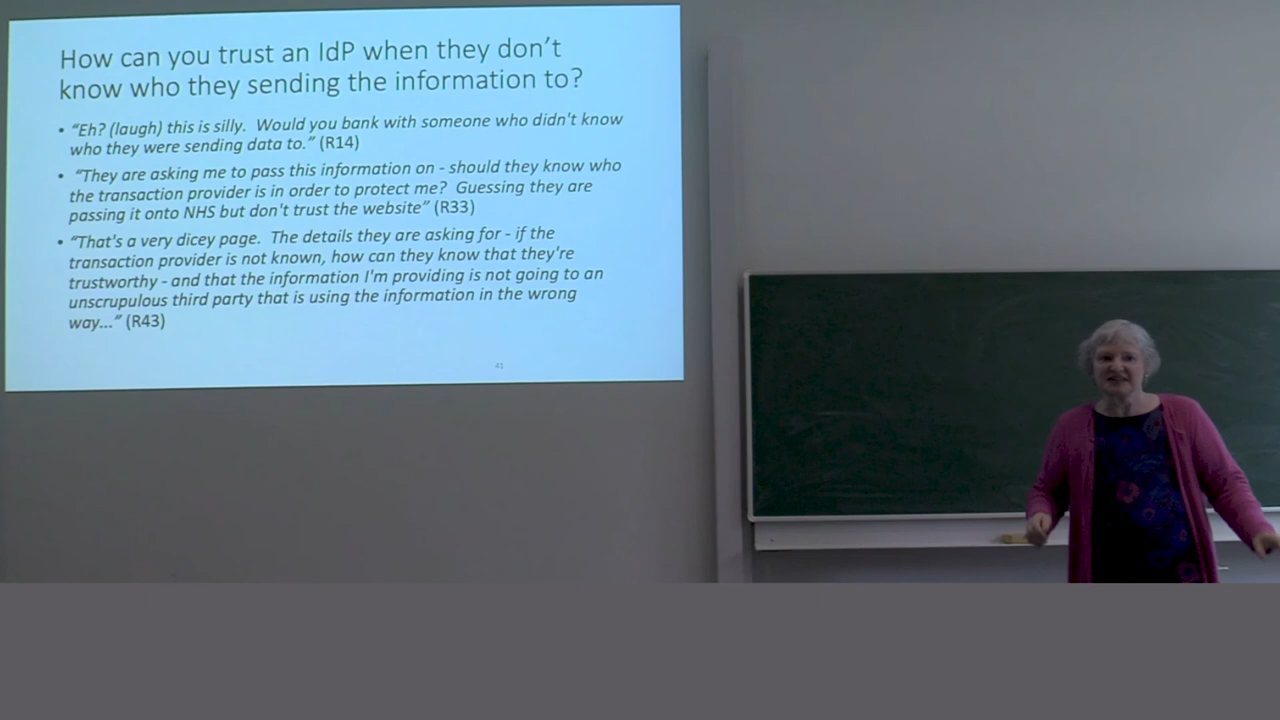 How can you trust an IdP when they don’t
know who they sending the information to?
• “Eh? (laugh) this is silly.  Would you bank with someone who didn't know
who they were sending data to.” (R14)
• “They are asking me to pass this information on - should they know who
the transaction provider is in order to protect me?  Guessing they are
passing it onto NHS but don't trust the website” (R33)
• “That's a very dicey page.  The details they are asking for - if the
transaction provider is not known, how can they know that they're
trustworthy - and that the information I'm providing is not going to an
unscrupulous third party that is using the information in the wrong
way...” (R43)
41